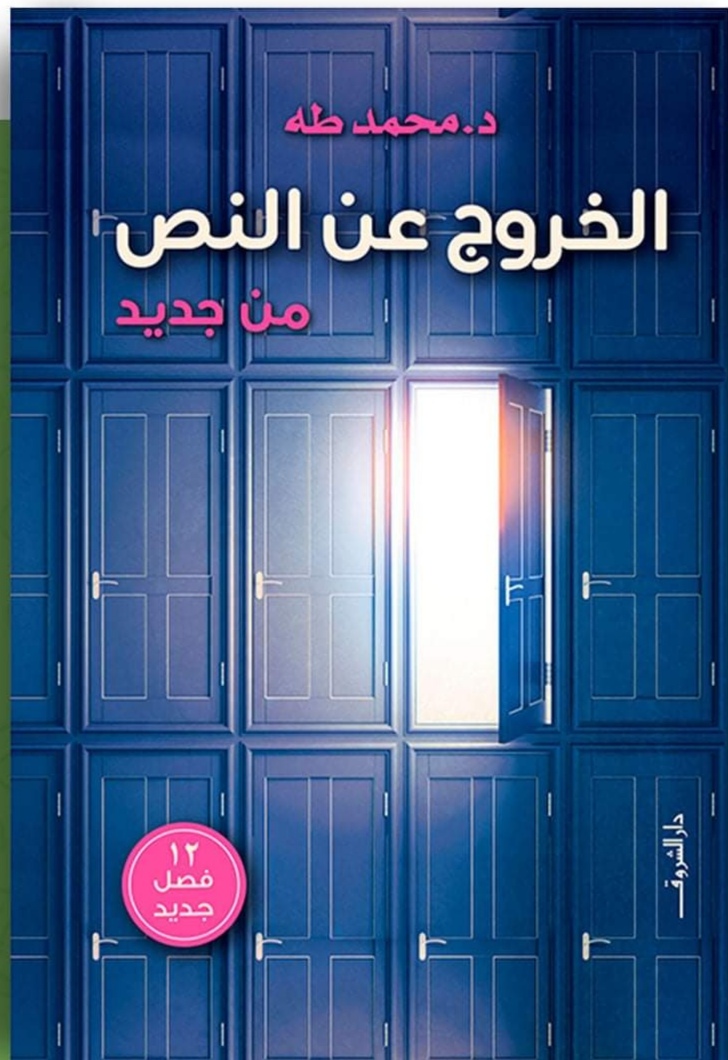 د.محمد طه
الخروج عن النص
من جديد
١٢
فصل
جديد
دار الشروق